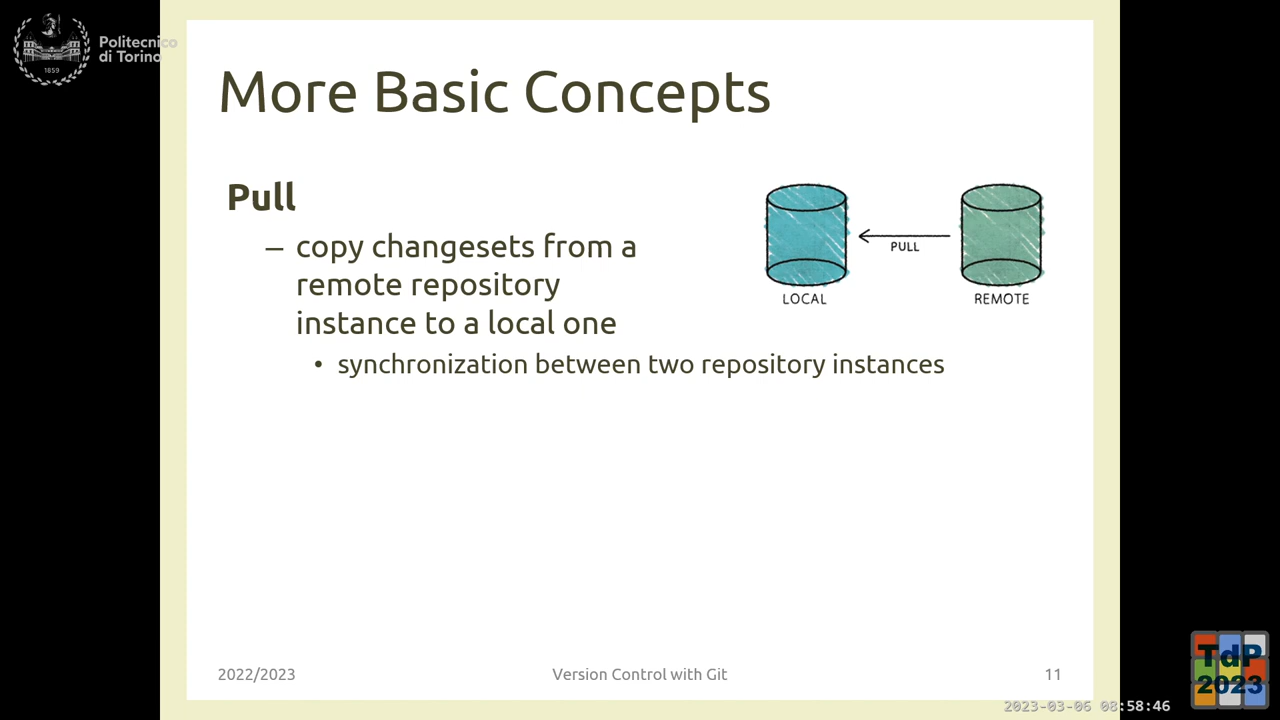 Politecnico
di Torino
1859
More Basic Concepts
Pull
– copy changesets from a
remote repository
instance to a local one
• synchronization between two repository instances
PULL
LOCAL
REMOTE
2022/2023
Version Control with Git
11
TdP
2023
2023-03-06 08:58:46